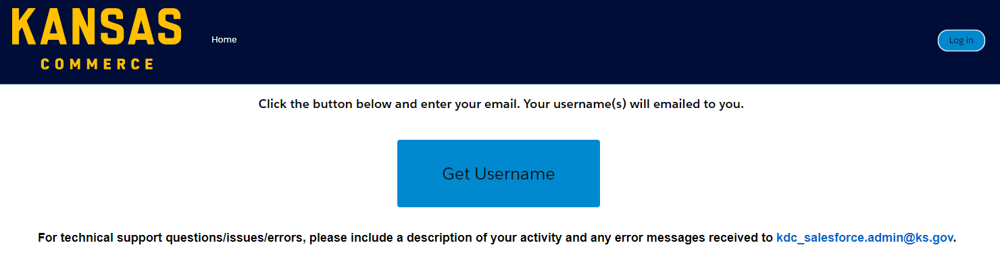 KANSAS
COMMERCE
Home
Log in
Click the button below and enter your email. Your username(s) will emailed to you.
Get Username
For technical support questions/issues/errors, please include a description of your activity and any error messages received to kdc_salesforce.admin@ks.gov.